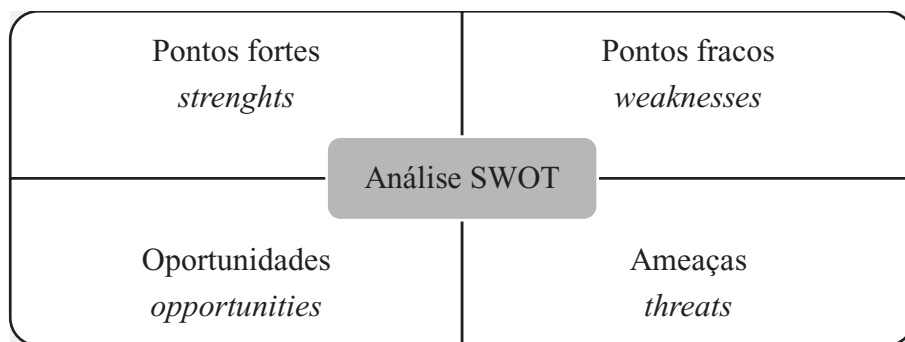 Pontos fortes
strenghts
Pontos fracos
weaknesses
Análise SWOT
Oportunidades
opportunities
Ameaças
threats